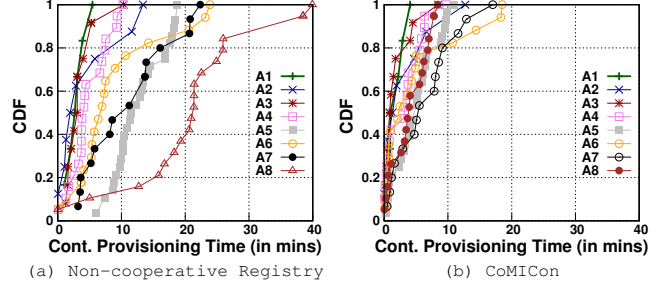 1
0.8
0.6
0.4
0.2
0
CDF
A1
A2
A3
A4
A5
A6
A7
A8
0 10 20 30 40
Cont. Provisioning Time (in mins)
(a) Non-cooperative Registry
1
0.8
0.6
0.4
0.2
0
CDF
A1
A2
A3
A4
A5
A6
A7
A8
0 10 20 30 40
Cont. Provisioning Time (in mins)
(b) CoMICon